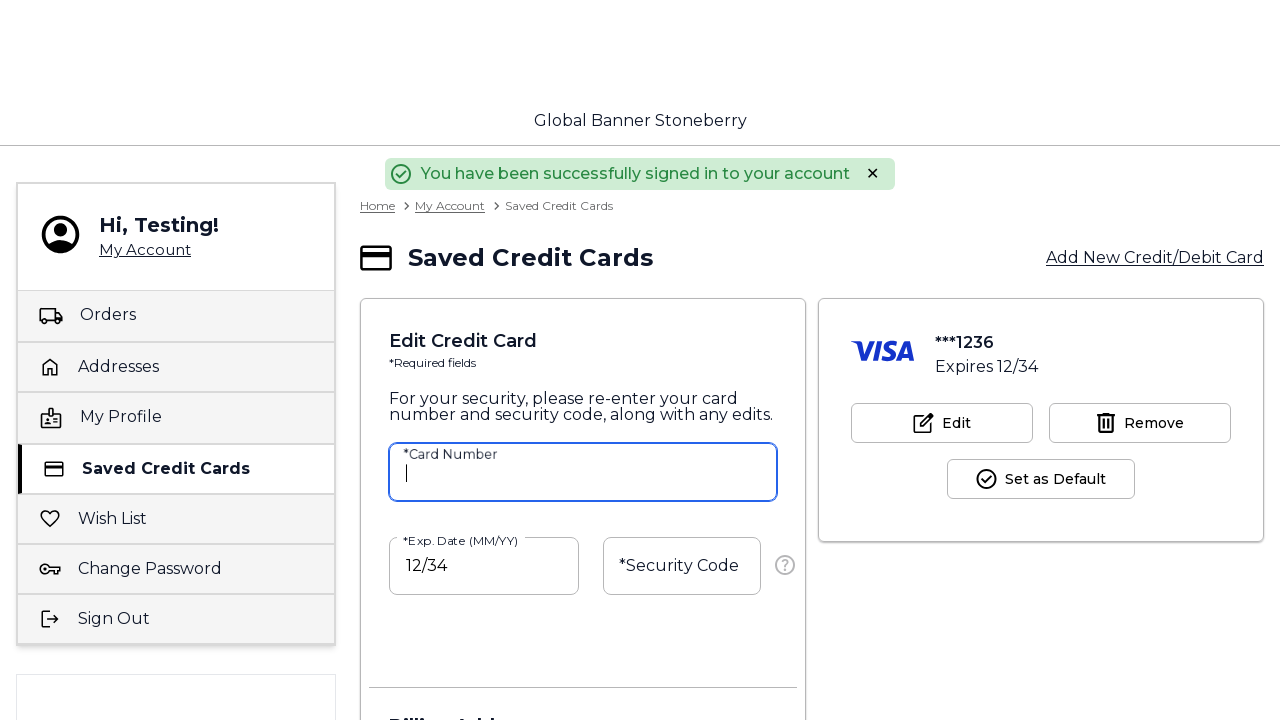 Global Banner Stoneberry
You have been successfully signed in to your account
Hi, Testing!
My Account
Orders
Addresses
My Profile
Saved Credit Cards
Wish List
Change Password
Sign Out
Home > My Account > Saved Credit Cards
Saved Credit Cards
Add New Credit/Debit Card
Edit Credit Card
*Required fields
For your security, please re-enter your card
number and security code, along with any edits.
*Card Number
*Exp. Date (MM/YY)
12/34
*Security Code
VISA
***1236
Expires 12/34
Edit
Remove
Set as Default